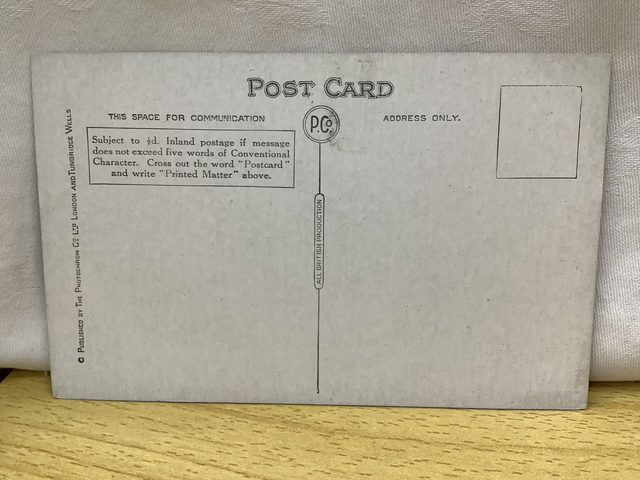 POST CARD
THIS SPACE FOR COMMUNICATION
P.Co
ADDRESS ONLY.
Subject to ½d. Inland postage if message
does not exceed five words of Conventional
Character. Cross out the word "Postcard"
and write "Printed Matter" above.
ALL BRITISH PRODUCTION
© PUBLISHED BY THE PHOTOCHROM CO LTD LONDON AND TUNBRIDGE WELLS